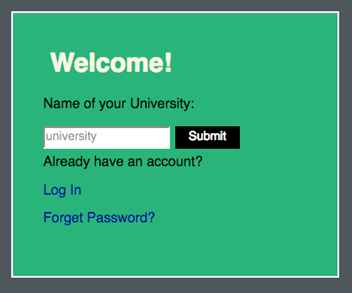 Welcome!
Name of your University:
university Submit
Already have an account?
Log In
Forget Password?